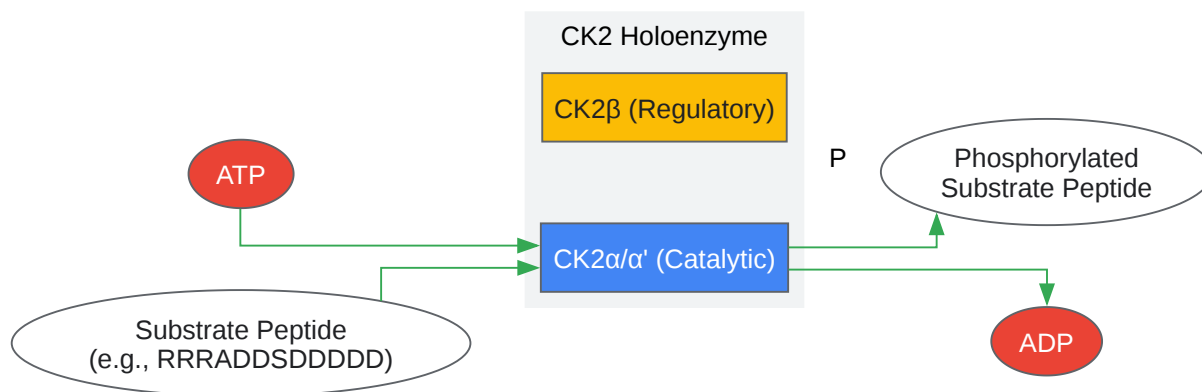 CK2 Holoenzyme
CK2β (Regulatory)
ATP
P
Phosphorylated
Substrate Peptide
CK2α/α' (Catalytic)
Substrate Peptide
(e.g., RRRADDSDDDDD)
ADP